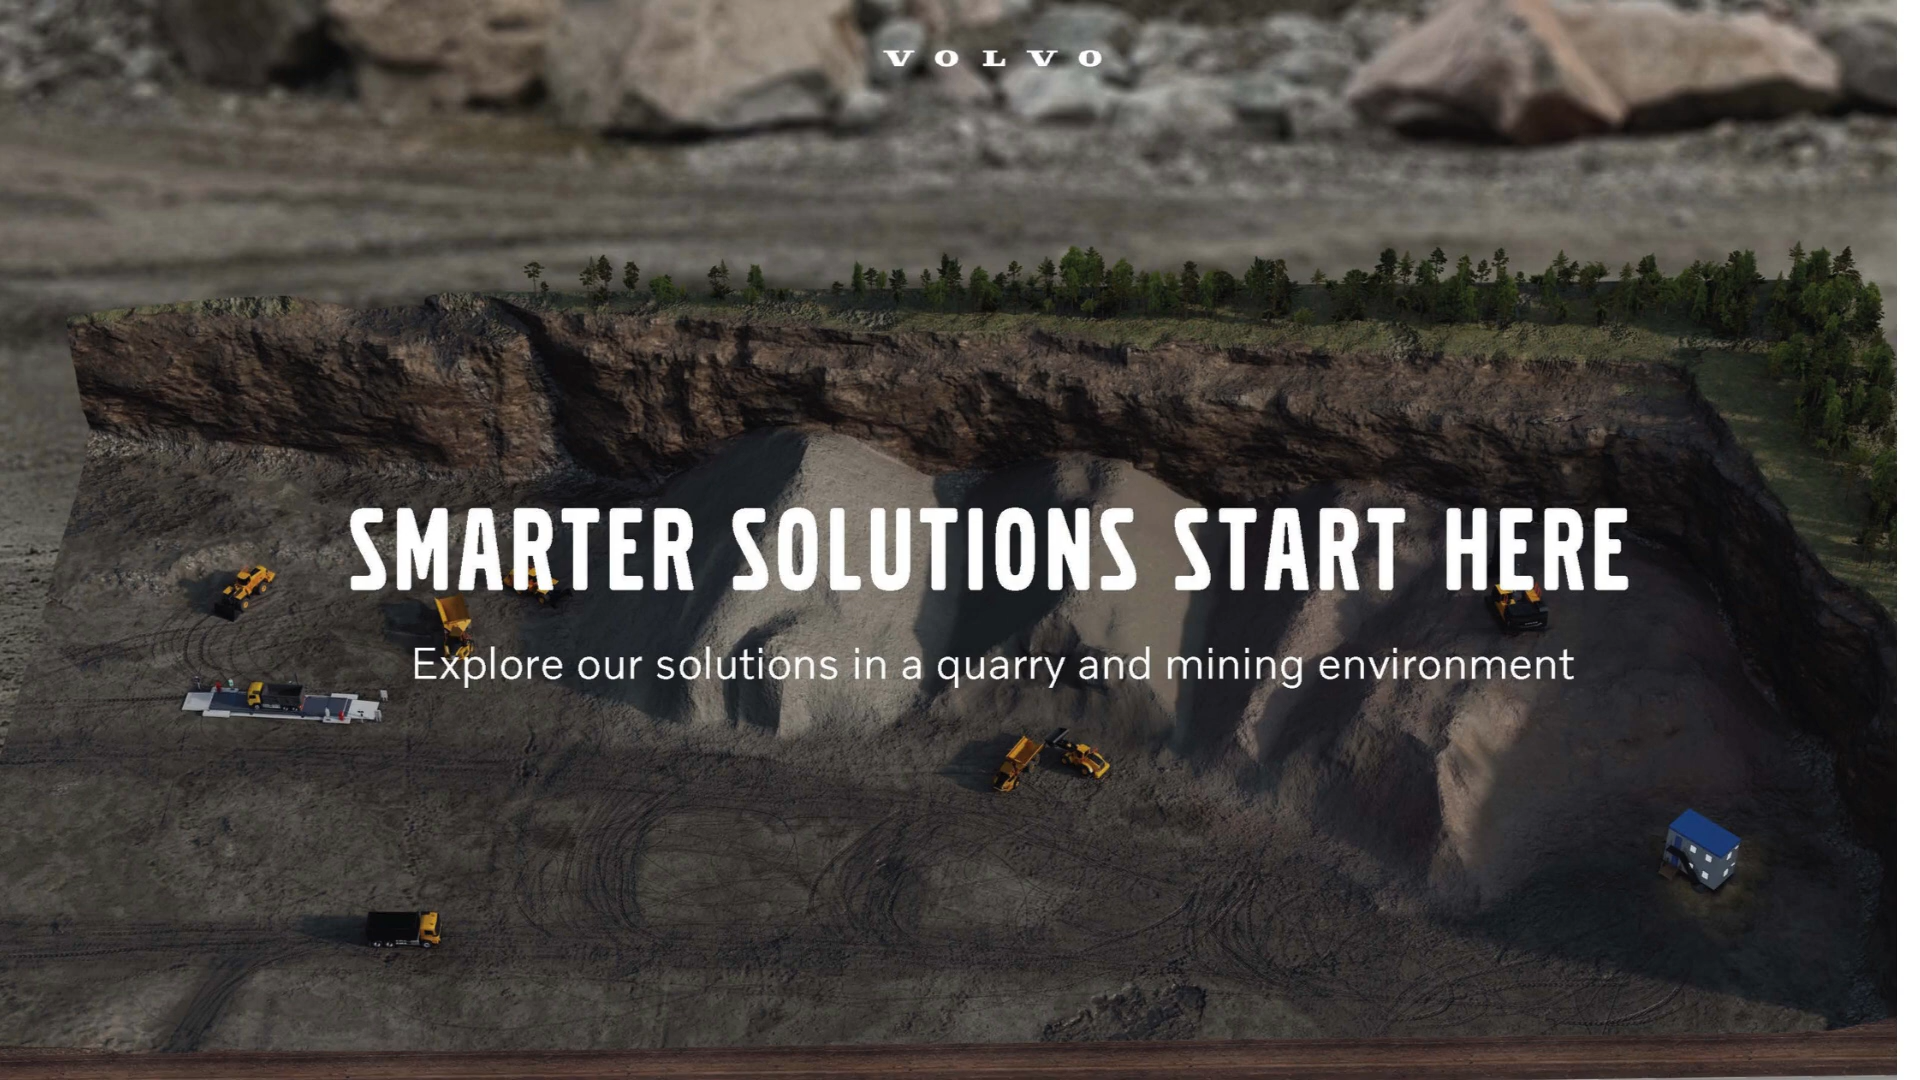 VOLVO
SMARTER SOLUTIONS START HERE
Explore our solutions in a quarry and mining environment